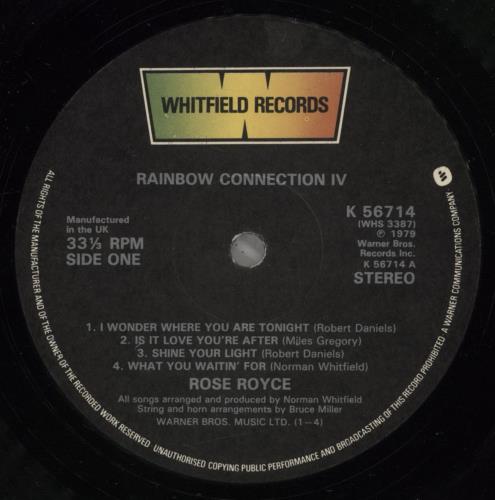 WHITFIELD RECORDS
RAINBOW CONNECTION IV
Manufactured
in the UK
33⅓ RPM
SIDE ONE
K 56714
(WHS 3387)
℗ 1979
Warner Bros.
Records Inc.
K 56714 A
STEREO
1. I WONDER WHERE YOU ARE TONIGHT (Robert Daniels)
2. IS IT LOVE YOU'RE AFTER (Miles Gregory)
3. SHINE YOUR LIGHT (Robert Daniels)
4. WHAT YOU WAITIN' FOR (Norman Whitfield)
ROSE ROYCE
All songs arranged and produced by Norman Whitfield
String and horn arrangements by Bruce Miller
WARNER BROS. MUSIC LTD. (1–4)
ALL RIGHTS OF THE MANUFACTURER AND OF THE OWNER OF THE RECORDED WORK RESERVED UNAUTHORISED COPYING PUBLIC PERFORMANCE AND BROADCASTING OF THIS RECORD PROHIBITED A WARNER COMMUNICATIONS COMPANY